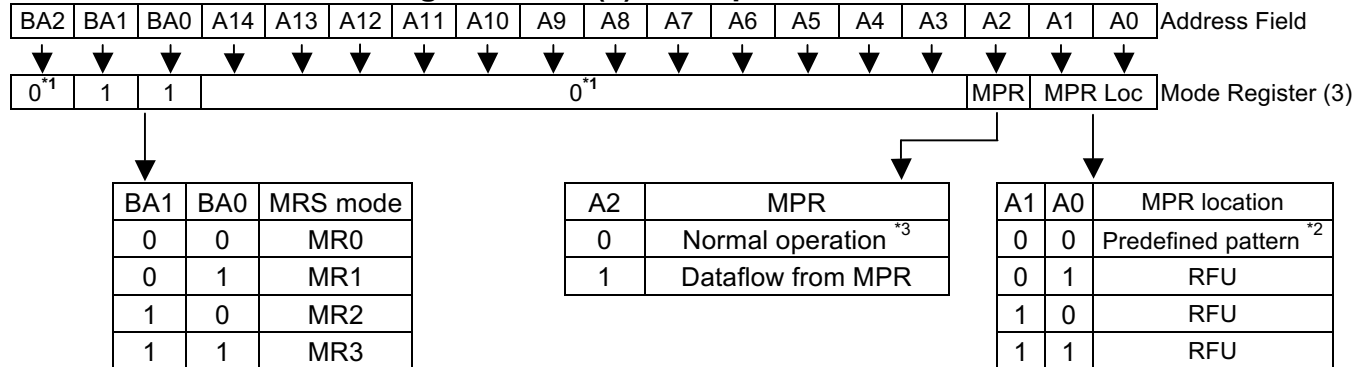 BA2 BA1 BA0 A14 A13 A12 A11 A10 A9 A8 A7 A6 A5 A4 A3 A2 A1 A0 Address Field
0*1 1 1 0*1 MPR MPR Loc Mode Register (3)
BA1 BA0 MRS mode
0 0 MR0
0 1 MR1
1 0 MR2
1 1 MR3
A2 MPR
0 Normal operation *3
1 Dataflow from MPR
A1 A0 MPR location
0 0 Predefined pattern *2
0 1 RFU
1 0 RFU
1 1 RFU